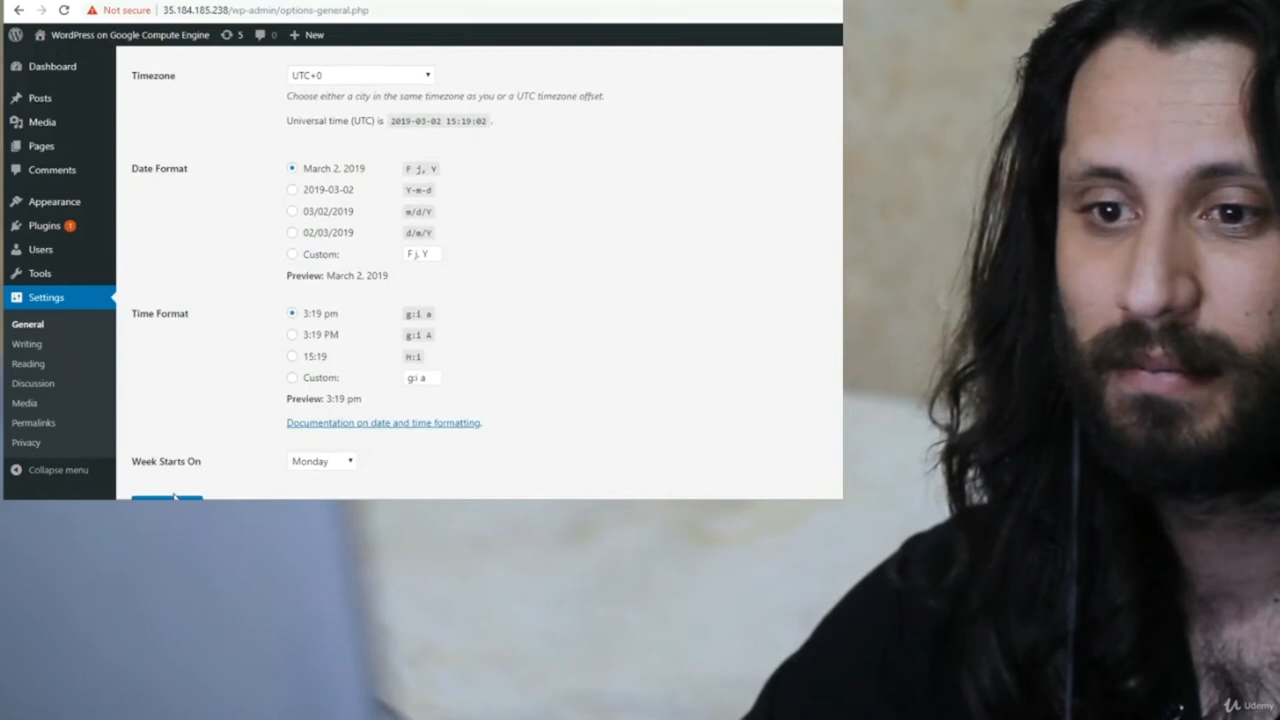 Not secure 35.184.185.238/wp-admin/options-general.php
WordPress on Google Compute Engine 5 0 New
Dashboard
Posts
Media
Pages
Comments
Appearance
Plugins 1
Users
Tools
Settings
General
Writing
Reading
Discussion
Media
Permalinks
Privacy
Collapse menu
Timezone UTC+0
Choose either a city in the same timezone as you or a UTC timezone offset.
Universal time (UTC) is 2019-03-02 15:19:02 .
Date Format March 2, 2019 F j, Y
2019-03-02 Y-m-d
03/02/2019 m/d/Y
02/03/2019 d/m/Y
Custom: F j, Y
Preview: March 2, 2019
Time Format 3:19 pm g:i a
3:19 PM g:i A
15:19 H:i
Custom: g:i a
Preview: 3:19 pm
Documentation on date and time formatting.
Week Starts On Monday
Udemy